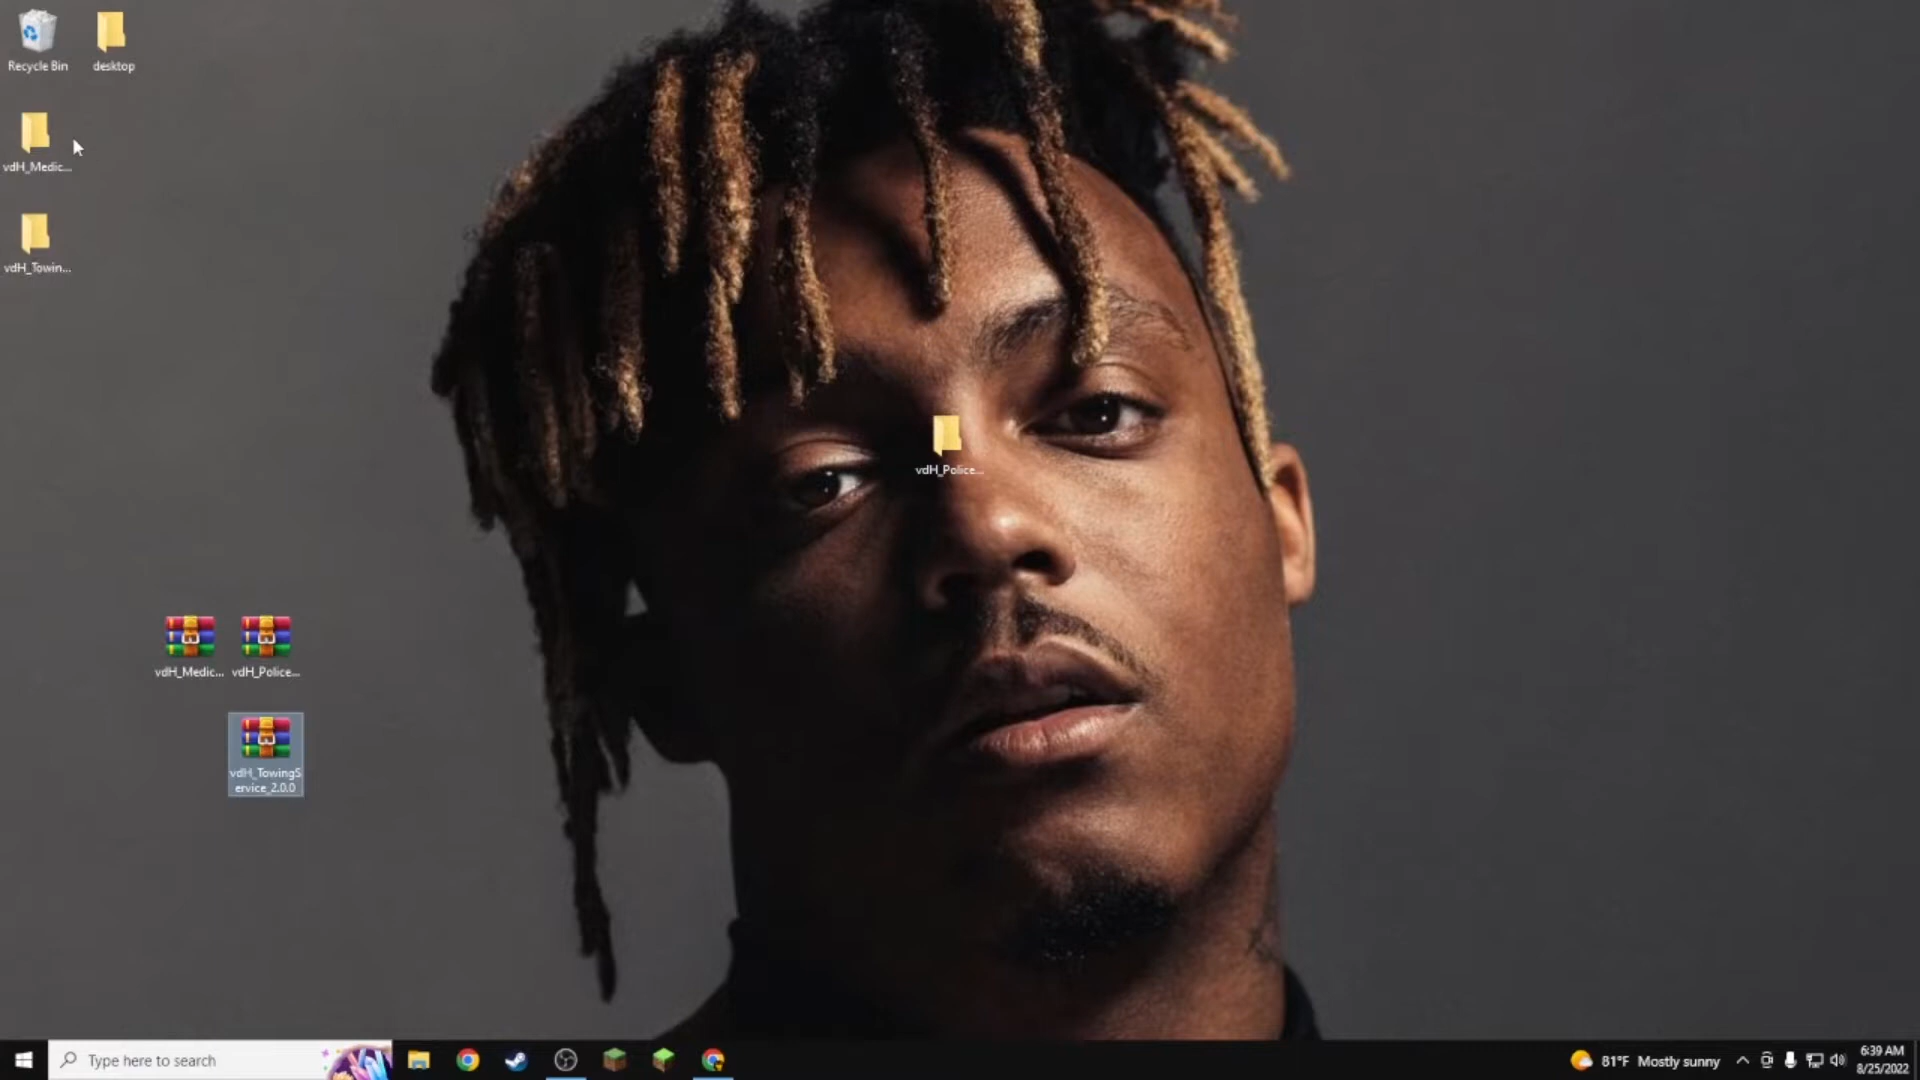 Recycle Bin
desktop
vdH_Medic...
vdH_Towin...
vdH_Police...
vdH_Medic...
vdH_Police...
vdH_TowingS
ervice_2.0.0
Type here to search
81°F Mostly sunny
6:39 AM
8/25/2022